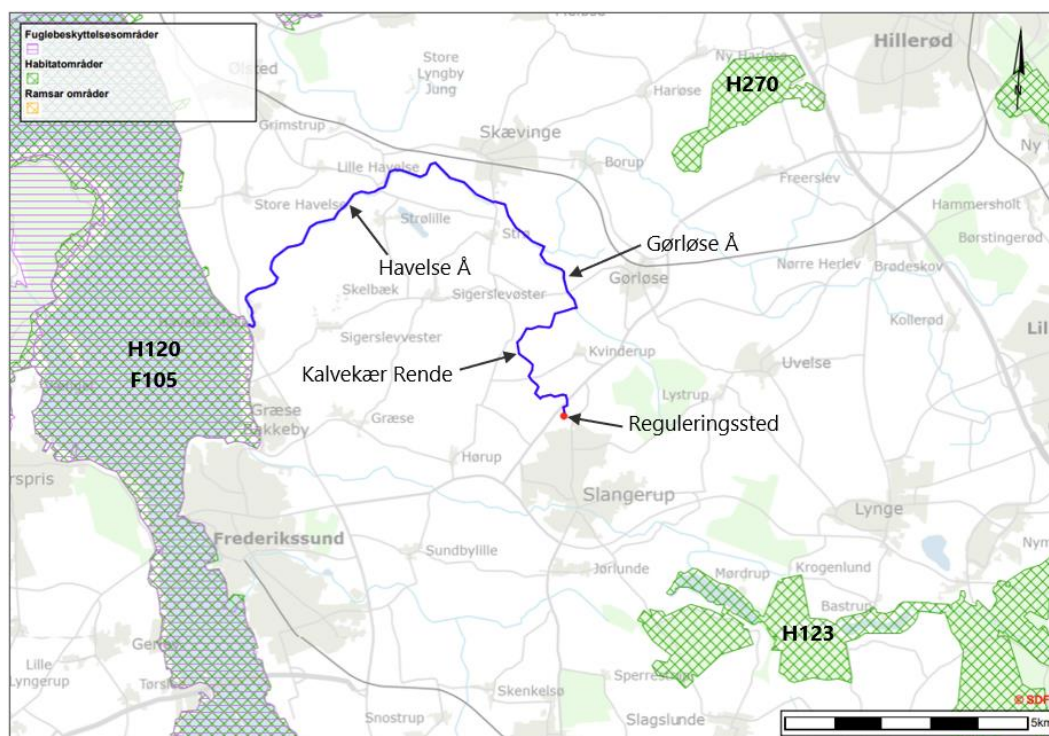 Fuglebeskyttelsesområder
Habitatområder
Ramsar områder
Ølsted
Store
Lyngby
Jung
Ny Harløse
Harløse
Hillerød
H270
N
Grimstrup
Skævinge
Lille Havelse
Borup
Freerslev
Store Havelse
Strølille
Strø
Hammersholt
Børstingerød
Gørløse Å
Havelse Å
Gørløse
Nørre Herlev
Brødeskov
Skelbæk
Sigerslevøster
Kollerød
Sigerslevvester
H120
F105
Kvinderup
Uvelse
Kalvekær Rende
Lystrup
Græse
Bakkeby
Græse
Reguleringssted
Hørup
Slangerup
Lynge
Frederikssund
Sundbylille
Jørlunde
Mørdrup
Krogenlund
Bastrup
H123
Lille
Lyngerup
Skenkelsø
Snostrup
Slagslunde
© SDF
5km